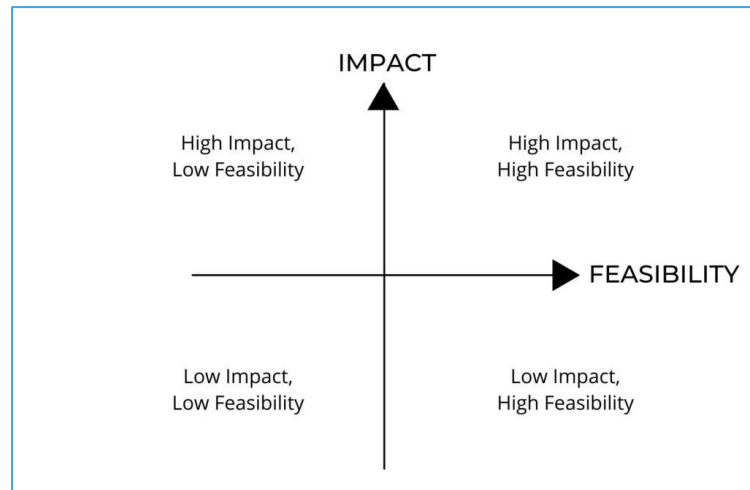 IMPACT
High Impact,
Low Feasibility
High Impact,
High Feasibility
FEASIBILITY
Low Impact,
Low Feasibility
Low Impact,
High Feasibility